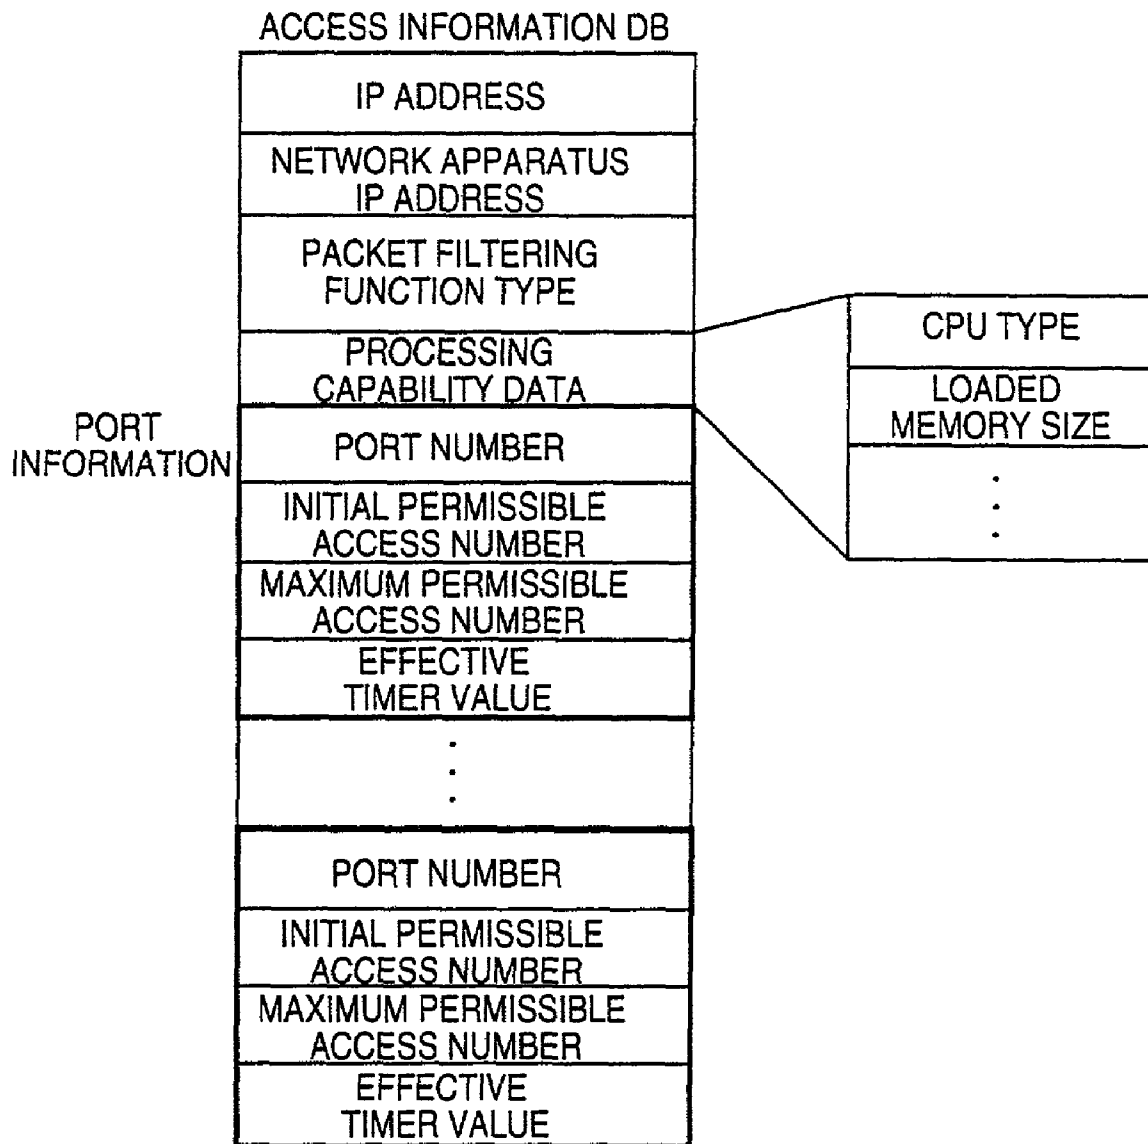 ACCESS INFORMATION DB
IP ADDRESS
NETWORK APPARATUS
IP ADDRESS
PACKET FILTERING
FUNCTION TYPE
PROCESSING
CAPABILITY DATA
CPU TYPE
LOADED
MEMORY SIZE
PORT
INFORMATION
PORT NUMBER
INITIAL PERMISSIBLE
ACCESS NUMBER
MAXIMUM PERMISSIBLE
ACCESS NUMBER
EFFECTIVE
TIMER VALUE
PORT NUMBER
INITIAL PERMISSIBLE
ACCESS NUMBER
MAXIMUM PERMISSIBLE
ACCESS NUMBER
EFFECTIVE
TIMER VALUE